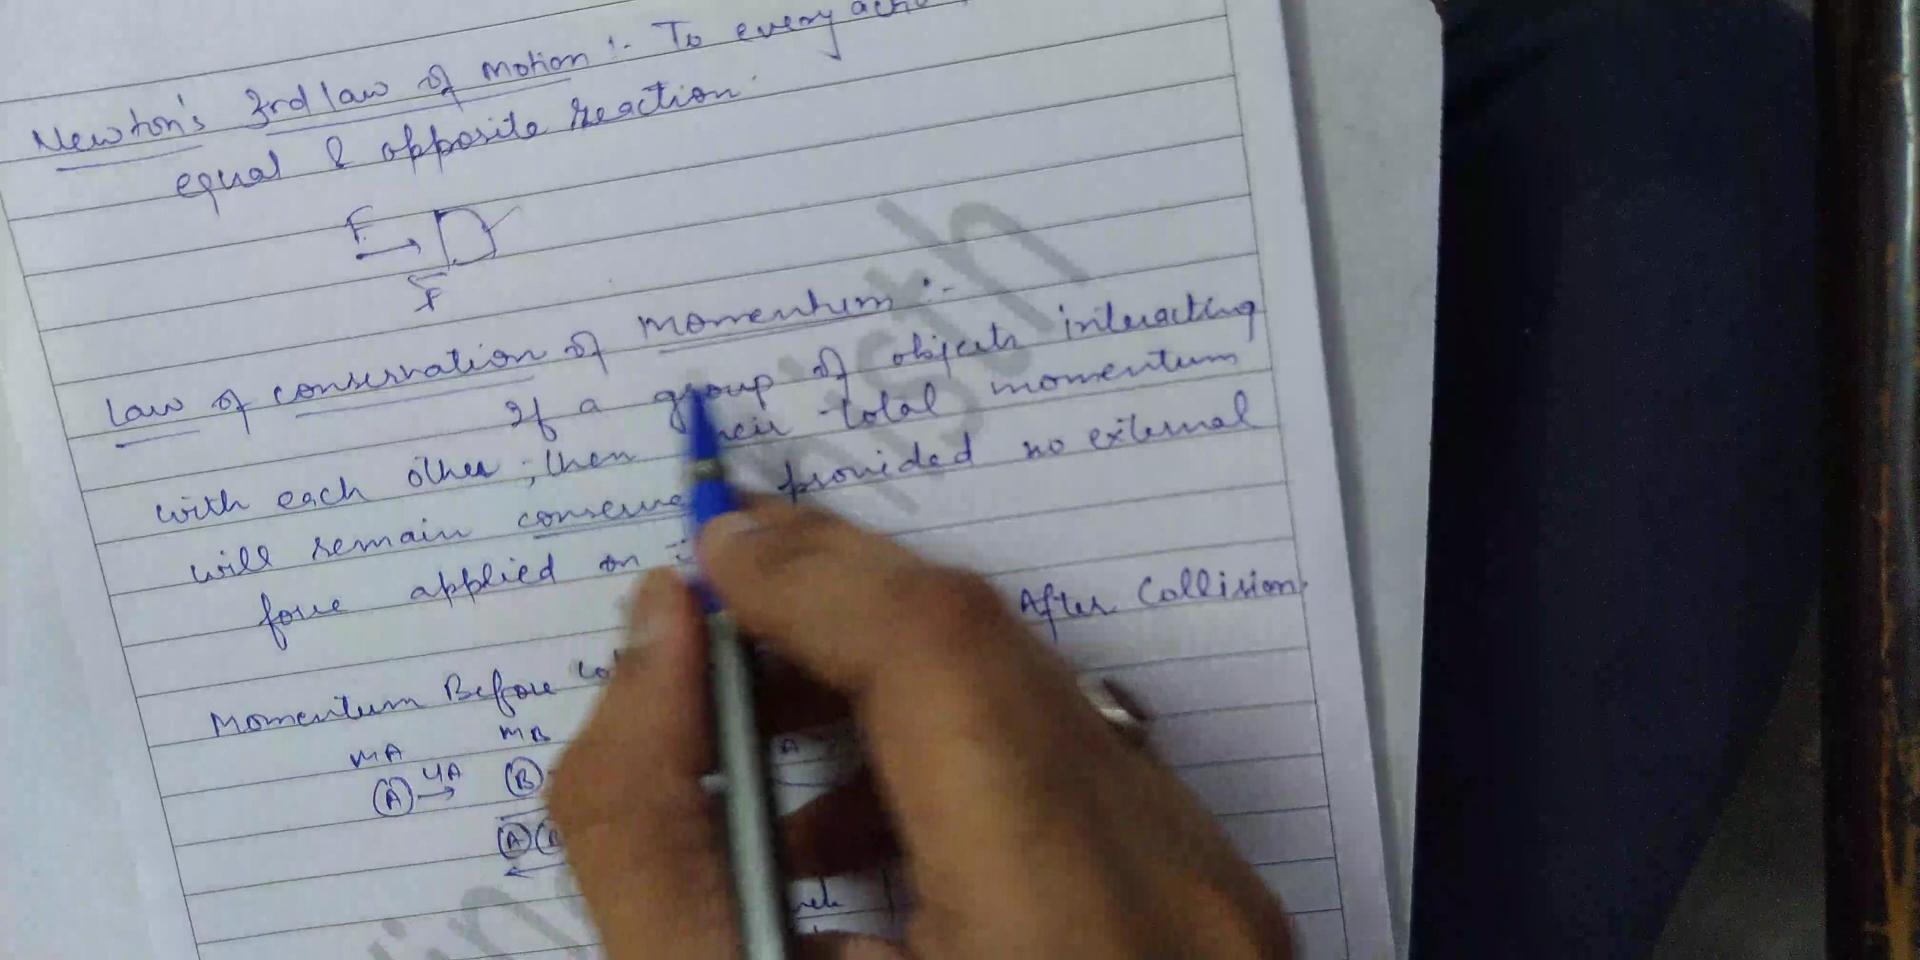 Newton's 3rd law of motion :- To every
equal & opposite reaction.
F
F
Law of conservation of momentum :-
If a group of objects interacting
with each other, then their total momentum
will remain conserve provided no external
force applied on
Momentum Before After Collision
MA MB
A UA B
A